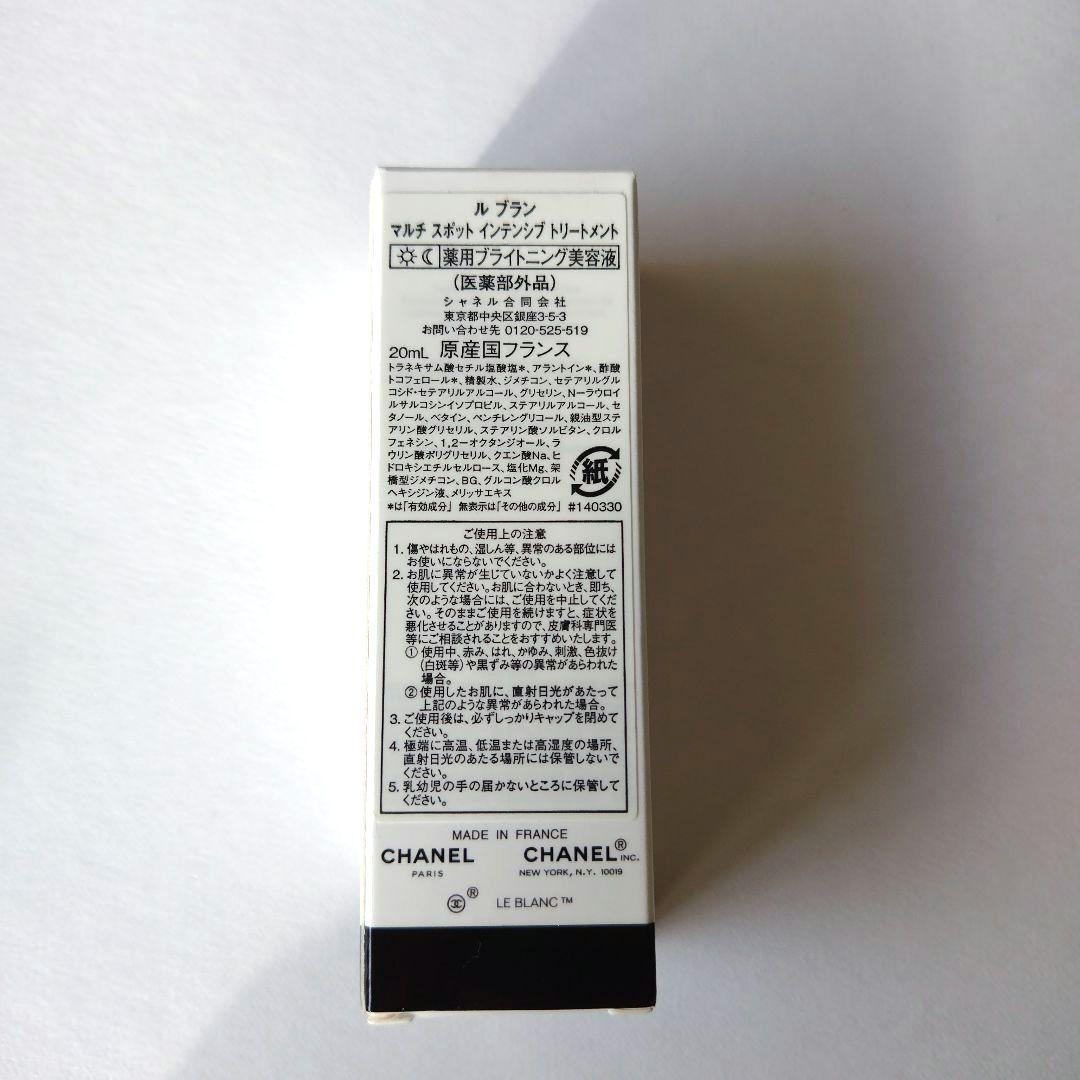 ル ブラン
マルチ スポット インテンシブ トリートメント
薬用ブライトニング美容液
（医薬部外品）
シャネル合同会社
東京都中央区銀座3-5-3
お問い合わせ先 0120-525-519
20mL 原産国フランス
トラネキサム酸セチル塩酸塩*、アラントイン*、酢酸
トコフェロール*、精製水、ジメチコン、セテアリルグル
コシド・セテアリルアルコール、グリセリン、N－ラウロイ
ルサルコシンイソプロピル、ステアリルアルコール、セ
タノール、ベタイン、ペンチレングリコール、親油型ステ
アリン酸グリセリル、ステアリン酸ソルビタン、クロル
フェネシン、1,2－オクタンジオール、ラ
ウリン酸ポリグリセリル、クエン酸Na、ヒ
ドロキシエチルセルロース、塩化Mg、架
橋型ジメチコン、BG、グルコン酸クロル
ヘキシジン液、メリッサエキス
紙
*は「有効成分」 無表示は「その他の成分」 #140330
ご使用上の注意
1. 傷やはれもの、湿しん等、異常のある部位には
お使いにならないでください。
2. お肌に異常が生じていないかよく注意して
使用してください。お肌に合わないとき、即ち、
次のような場合には、ご使用を中止してくだ
さい。そのままご使用を続けますと、症状を
悪化させることがありますので、皮膚科専門医
等にご相談されることをおすすめいたします。
① 使用中、赤み、はれ、かゆみ、刺激、色抜け
（白斑等）や黒ずみ等の異常があらわれた
場合。
② 使用したお肌に、直射日光があたって
上記のような異常があらわれた場合。
3. ご使用後は、必ずしっかりキャップを閉めて
ください。
4. 極端に高温、低温または高湿度の場所、
直射日光のあたる場所には保管しないで
ください。
5. 乳幼児の手の届かないところに保管して
ください。
MADE IN FRANCE
CHANEL CHANEL® INC.
PARIS NEW YORK, N.Y. 10019
® LE BLANC™